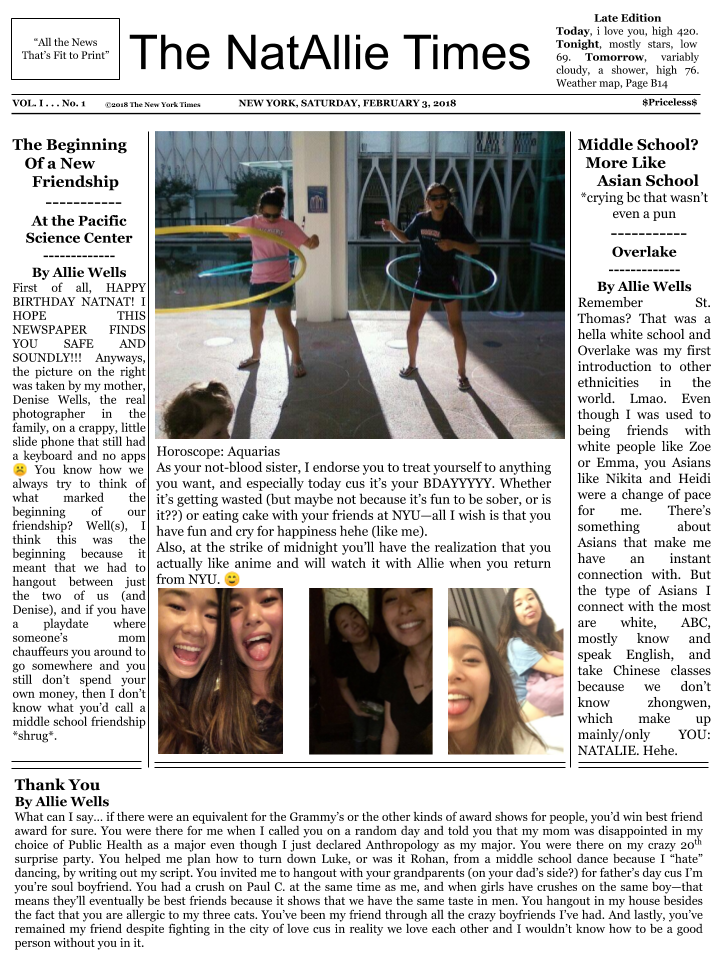 “All the News
That’s Fit to Print”
The NatAllie Times
Late Edition
Today, i love you, high 420.
Tonight, mostly stars, low
69. Tomorrow, variably
cloudy, a shower, high 76.
Weather map, Page B14
VOL. I . . . No. 1 ©2018 The New York Times NEW YORK, SATURDAY, FEBRUARY 3, 2018 $Priceless$
The Beginning
Of a New
Friendship
-----------
At the Pacific
Science Center
-------------
By Allie Wells
First of all, HAPPY
BIRTHDAY NATNAT! I
HOPE THIS
NEWSPAPER FINDS
YOU SAFE AND
SOUNDLY!!! Anyways,
the picture on the right
was taken by my mother,
Denise Wells, the real
photographer in the
family, on a crappy, little
slide phone that still had
a keyboard and no apps
☹️ You know how we
always try to think of
what marked the
beginning of our
friendship? Well(s), I
think this was the
beginning because it
meant that we had to
hangout between just
the two of us (and
Denise), and if you have
a playdate where
someone’s mom
chauffeurs you around to
go somewhere and you
still don’t spend your
own money, then I don’t
know what you’d call a
middle school friendship
*shrug*.
Horoscope: Aquarias
As your not-blood sister, I endorse you to treat yourself to anything
you want, and especially today cus it’s your BDAYYYYY. Whether
it’s getting wasted (but maybe not because it’s fun to be sober, or is
it??) or eating cake with your friends at NYU—all I wish is that you
have fun and cry for happiness hehe (like me).
Also, at the strike of midnight you’ll have the realization that you
actually like anime and will watch it with Allie when you return
from NYU. 😊
Middle School?
More Like
Asian School
*crying bc that wasn’t
even a pun
-----------
Overlake
-------------
By Allie Wells
Remember St.
Thomas? That was a
hella white school and
Overlake was my first
introduction to other
ethnicities in the
world. Lmao. Even
though I was used to
being friends with
white people like Zoe
or Emma, you Asians
like Nikita and Heidi
were a change of pace
for me. There’s
something about
Asians that make me
have an instant
connection with. But
the type of Asians I
connect with the most
are white, ABC,
mostly know and
speak English, and
take Chinese classes
because we don’t
know zhongwen,
which make up
mainly/only YOU:
NATALIE. Hehe.
Thank You
By Allie Wells
What can I say... if there were an equivalent for the Grammy’s or the other kinds of award shows for people, you’d win best friend
award for sure. You were there for me when I called you on a random day and told you that my mom was disappointed in my
choice of Public Health as a major even though I just declared Anthropology as my major. You were there on my crazy 20th
surprise party. You helped me plan how to turn down Luke, or was it Rohan, from a middle school dance because I “hate”
dancing, by writing out my script. You invited me to hangout with your grandparents (on your dad’s side?) for father’s day cus I’m
you’re soul boyfriend. You had a crush on Paul C. at the same time as me, and when girls have crushes on the same boy—that
means they’ll eventually be best friends because it shows that we have the same taste in men. You hangout in my house besides
the fact that you are allergic to my three cats. You’ve been my friend through all the crazy boyfriends I’ve had. And lastly, you’ve
remained my friend despite fighting in the city of love cus in reality we love each other and I wouldn’t know how to be a good
person without you in it.